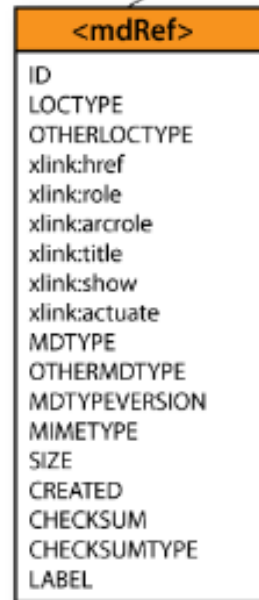 <mdRef>
ID
LOCTYPE
OTHERLOCTYPE
xlink:href
xlink:role
xlink:arcrole
xlink:title
xlink:show
xlink:actuate
MDTYPE
OTHERMDTYPE
MDTYPEVERSION
MIMETYPE
SIZE
CREATED
CHECKSUM
CHECKSUMTYPE
LABEL